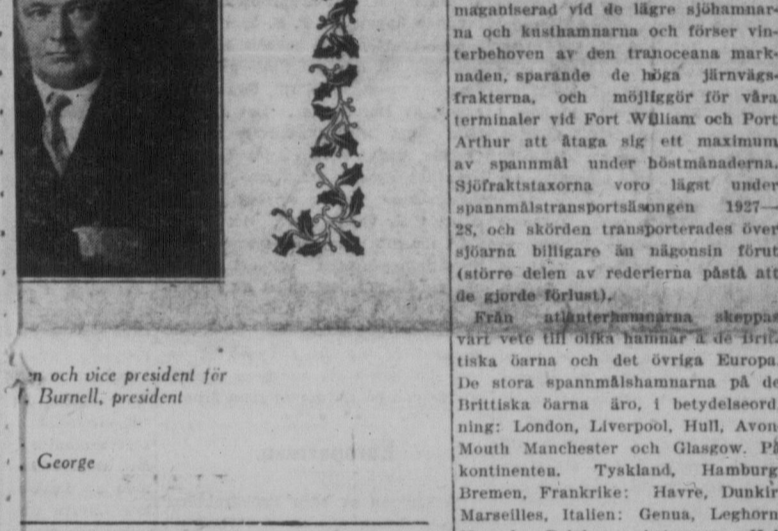 n och vice president för
Burnell, president
George
maganiserad vid de lägre sjöhamnar-
na och kusthamnarna och förser vin-
terbehoven av den tranoceana mark-
naden, sparande de höga järnvägs-
frakterna, och möjliggör för våra
terminaler vid Fort William och Port
Arthur att åtaga sig ett maximum
av spannmål under höstmånaderna.
Sjöfraktstaxorna voro lägst under
spannmålstransportsäsongen 1927—
28, och skörden transporterades över
sjöarna billigare än någonsin förut
(större delen av rederierna påstå att
de gjorde förlust).
Från atlanterhamnarna skeppas
vårt vete till olika hamnar å de Brit-
tiska öarna och det övriga Europa
De stora spannmålshamnarna på de
Brittiska öarna äro, i betydelseord
ning: London, Liverpool, Hull, Avon
Mouth Manchester och Glasgow. På
kontinenten. Tyskland, Hamburg
Bremen, Frankrike: Havre, Dunkir
Marseilles, Italien: Genua, Leghorn